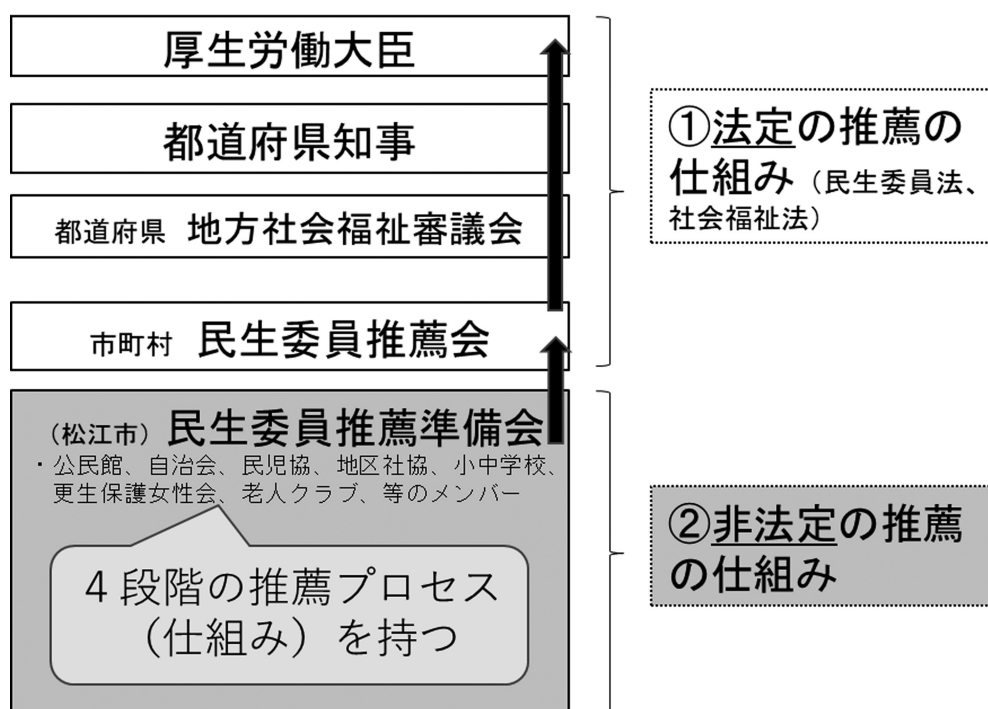 厚生労働大臣
都道府県知事
都道府県 地方社会福祉審議会
市町村 民生委員推薦会
(松江市) 民生委員推薦準備会
・公民館、自治会、民児協、地区社協、小中学校、
更生保護女性会、老人クラブ、等のメンバー
4段階の推薦プロセス
(仕組み)を持つ
①法定の推薦の
仕組み(民生委員法、
社会福祉法)
②非法定の推薦
の仕組み